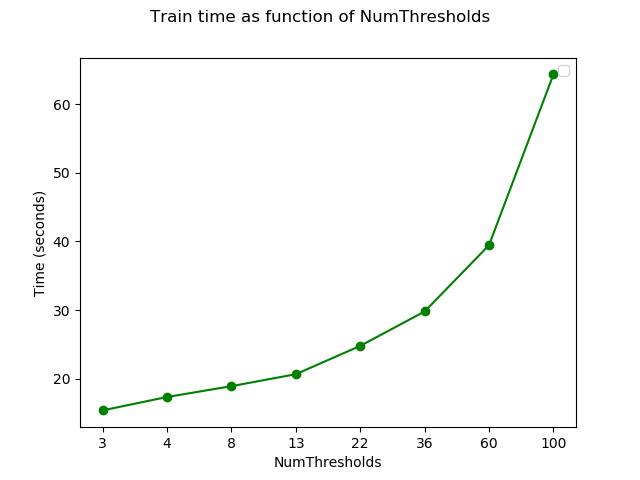 Train time as function of NumThresholds
60
50
40
30
20
Time (seconds)
3 4 8 13 22 36 60 100
NumThresholds